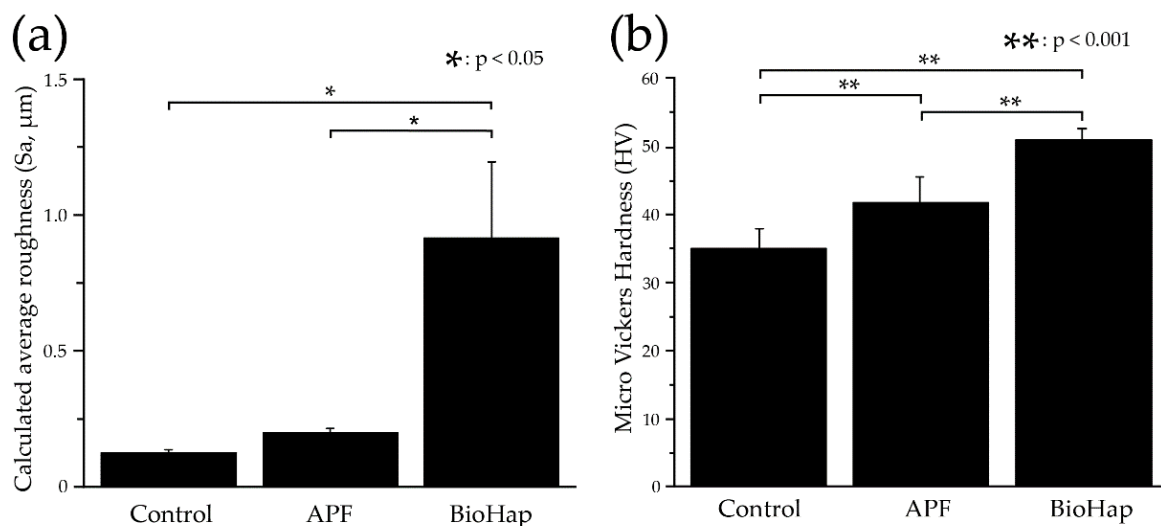 (a)
*: p < 0.05
Calculated average roughness (Sa, µm)
1.5
1.0
0.5
0
*
*
Control
APF
BioHap
(b)
**: p < 0.001
Micro Vickers Hardness (HV)
60
50
40
30
20
10
0
**
**
**
Control
APF
BioHap